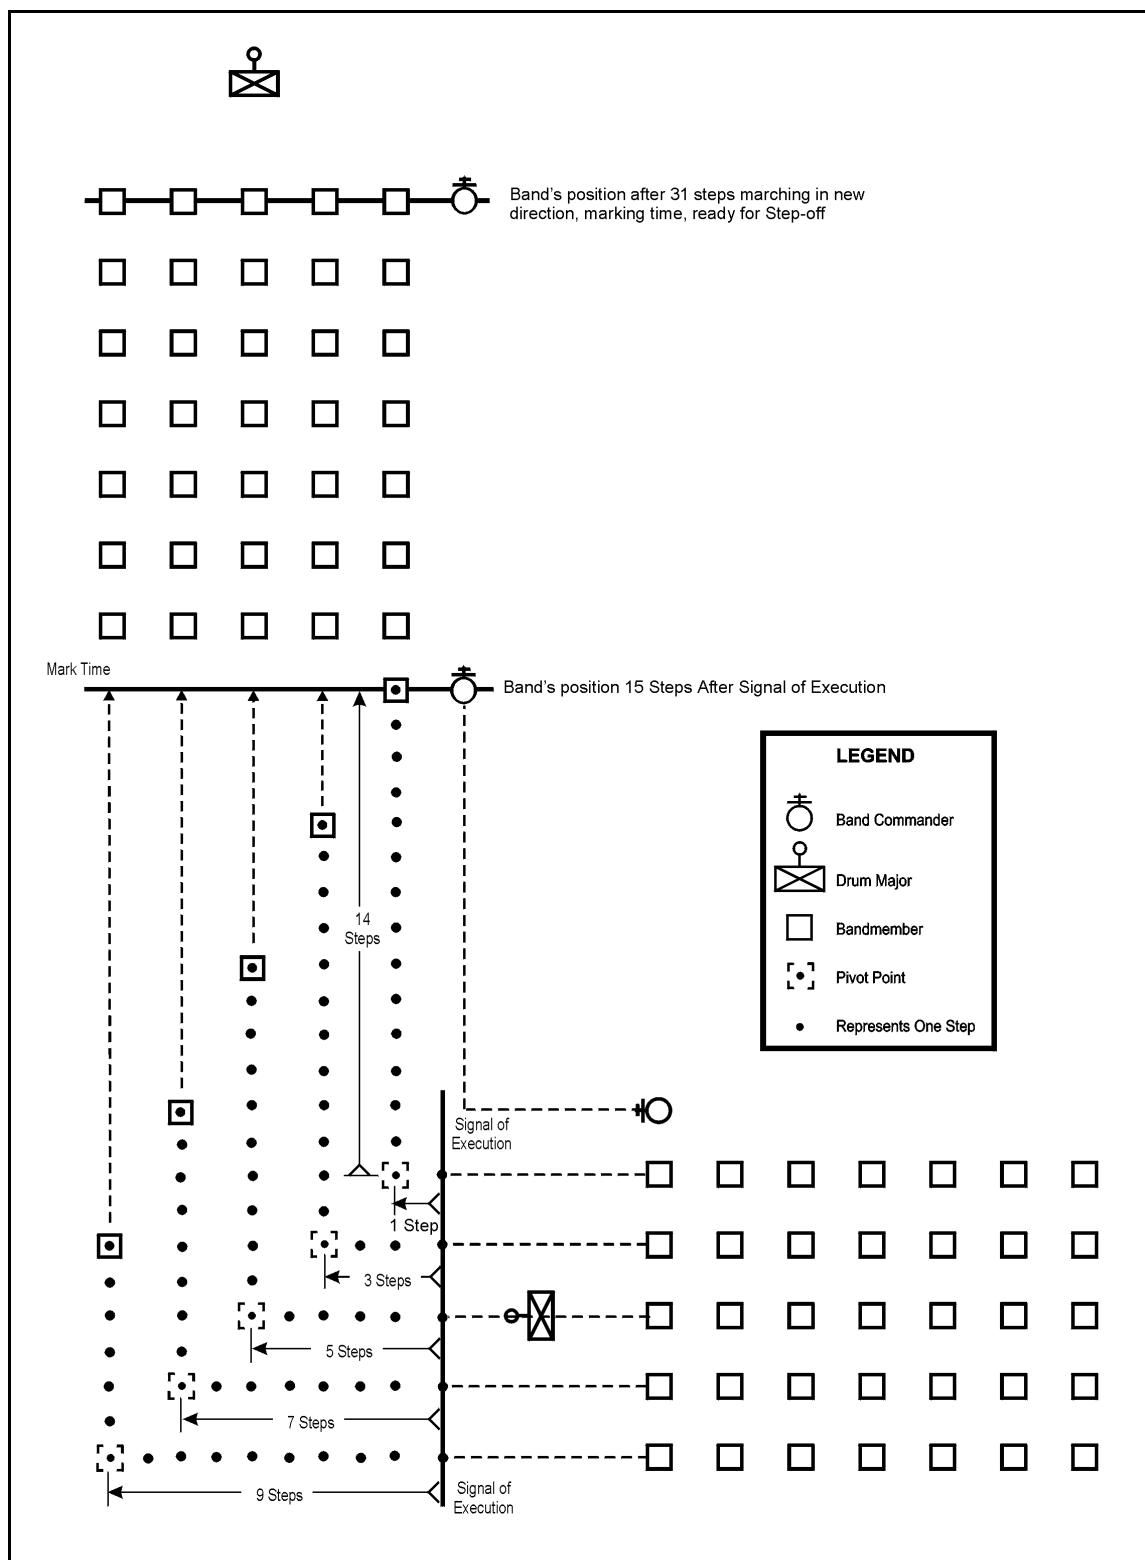 Band's position after 31 steps marching in new
direction, marking time, ready for Step-off
Mark Time
Band's position 15 Steps After Signal of Execution
LEGEND
Band Commander
Drum Major
Bandmember
Pivot Point
Represents One Step
14
Steps
Signal of
Execution
1 Step
3 Steps
5 Steps
7 Steps
9 Steps
Signal of
Execution